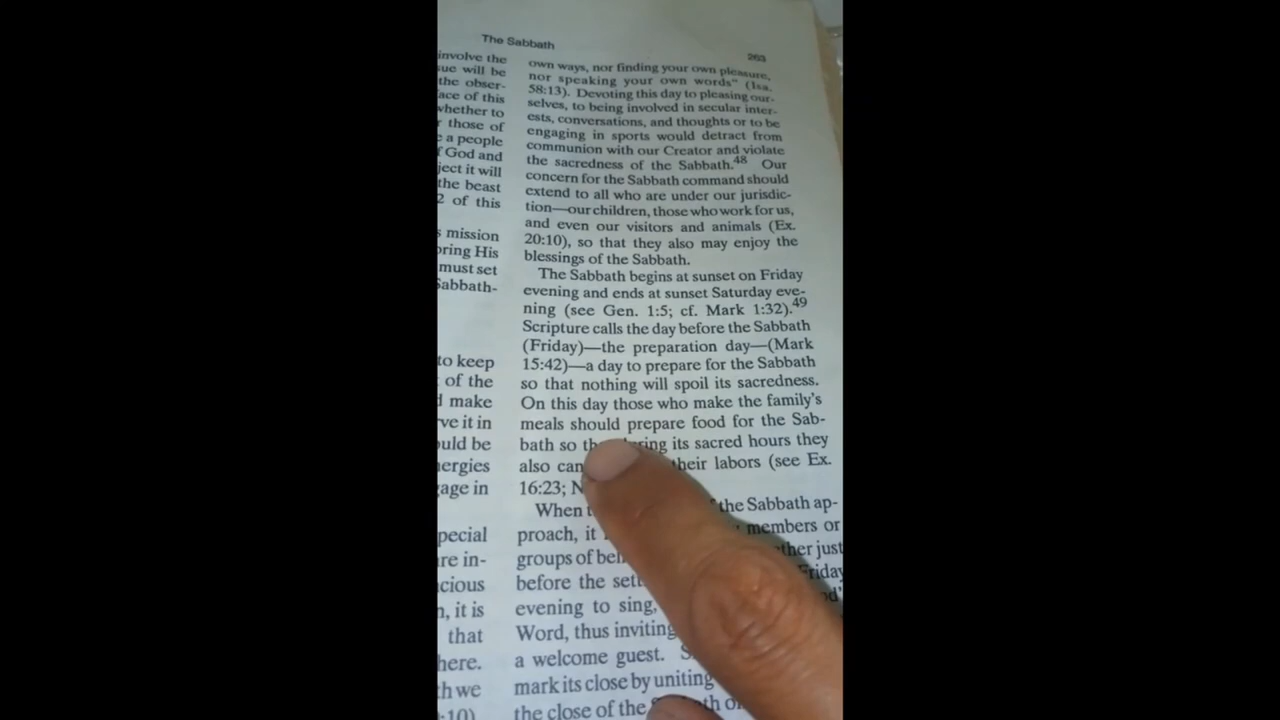 The Sabbath
263
involve the
sue will be
the obser-
face of this
whether to
those of
a people
God and
ject it will
the beast
2 of this
mission
bring His
must set
Sabbath-
to keep
of the
make
ve it in
ould be
nergies
gage in
pecial
re in-
cious
it is
that
here.
we
:10)
own ways, nor finding your own pleasure,
nor speaking your own words" (Isa.
58:13). Devoting this day to pleasing our-
selves, to being involved in secular inter-
ests, conversations, and thoughts or to be
engaging in sports would detract from
communion with our Creator and violate
the sacredness of the Sabbath.48 Our
concern for the Sabbath command should
extend to all who are under our jurisdic-
tion—our children, those who work for us,
and even our visitors and animals (Ex.
20:10), so that they also may enjoy the
blessings of the Sabbath.
The Sabbath begins at sunset on Friday
evening and ends at sunset Saturday eve-
ning (see Gen. 1:5; cf. Mark 1:32).49
Scripture calls the day before the Sabbath
(Friday)—the preparation day—(Mark
15:42)—a day to prepare for the Sabbath
so that nothing will spoil its sacredness.
On this day those who make the family's
meals should prepare food for the Sab-
bath so its sacred hours they
also can their labors (see Ex.
16:23; N
When the Sabbath ap-
proach, it members or
groups of just
before the Friday
evening to sing,
Word, thus inviting
a welcome guest.
mark its close by uniting
the close of the